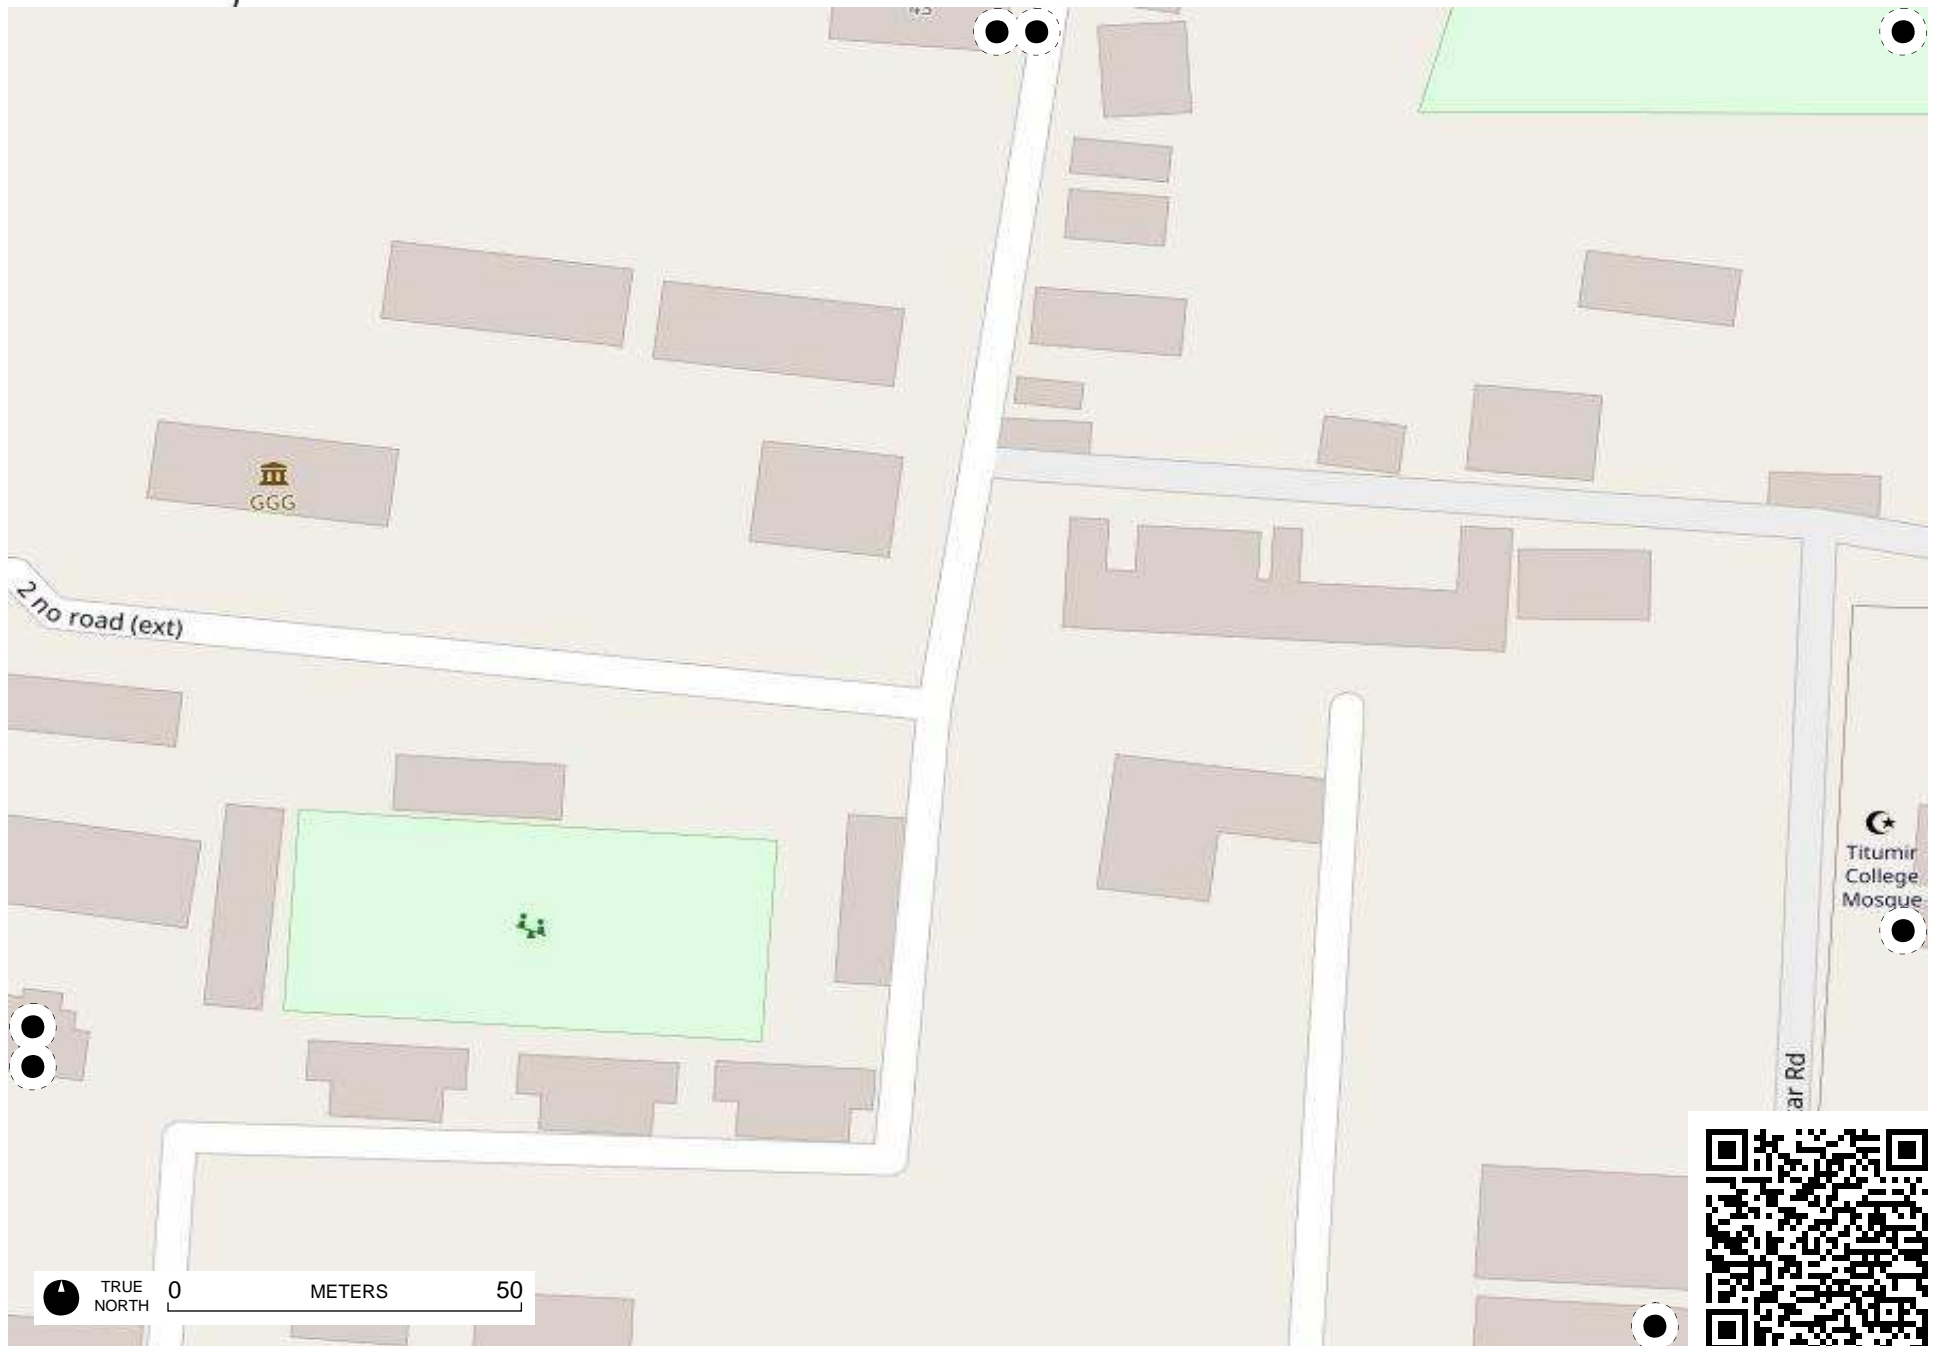 GGG
2 no road (ext)
Titumir
College
Mosque
ar Rd
TRUE
NORTH
0 METERS 50